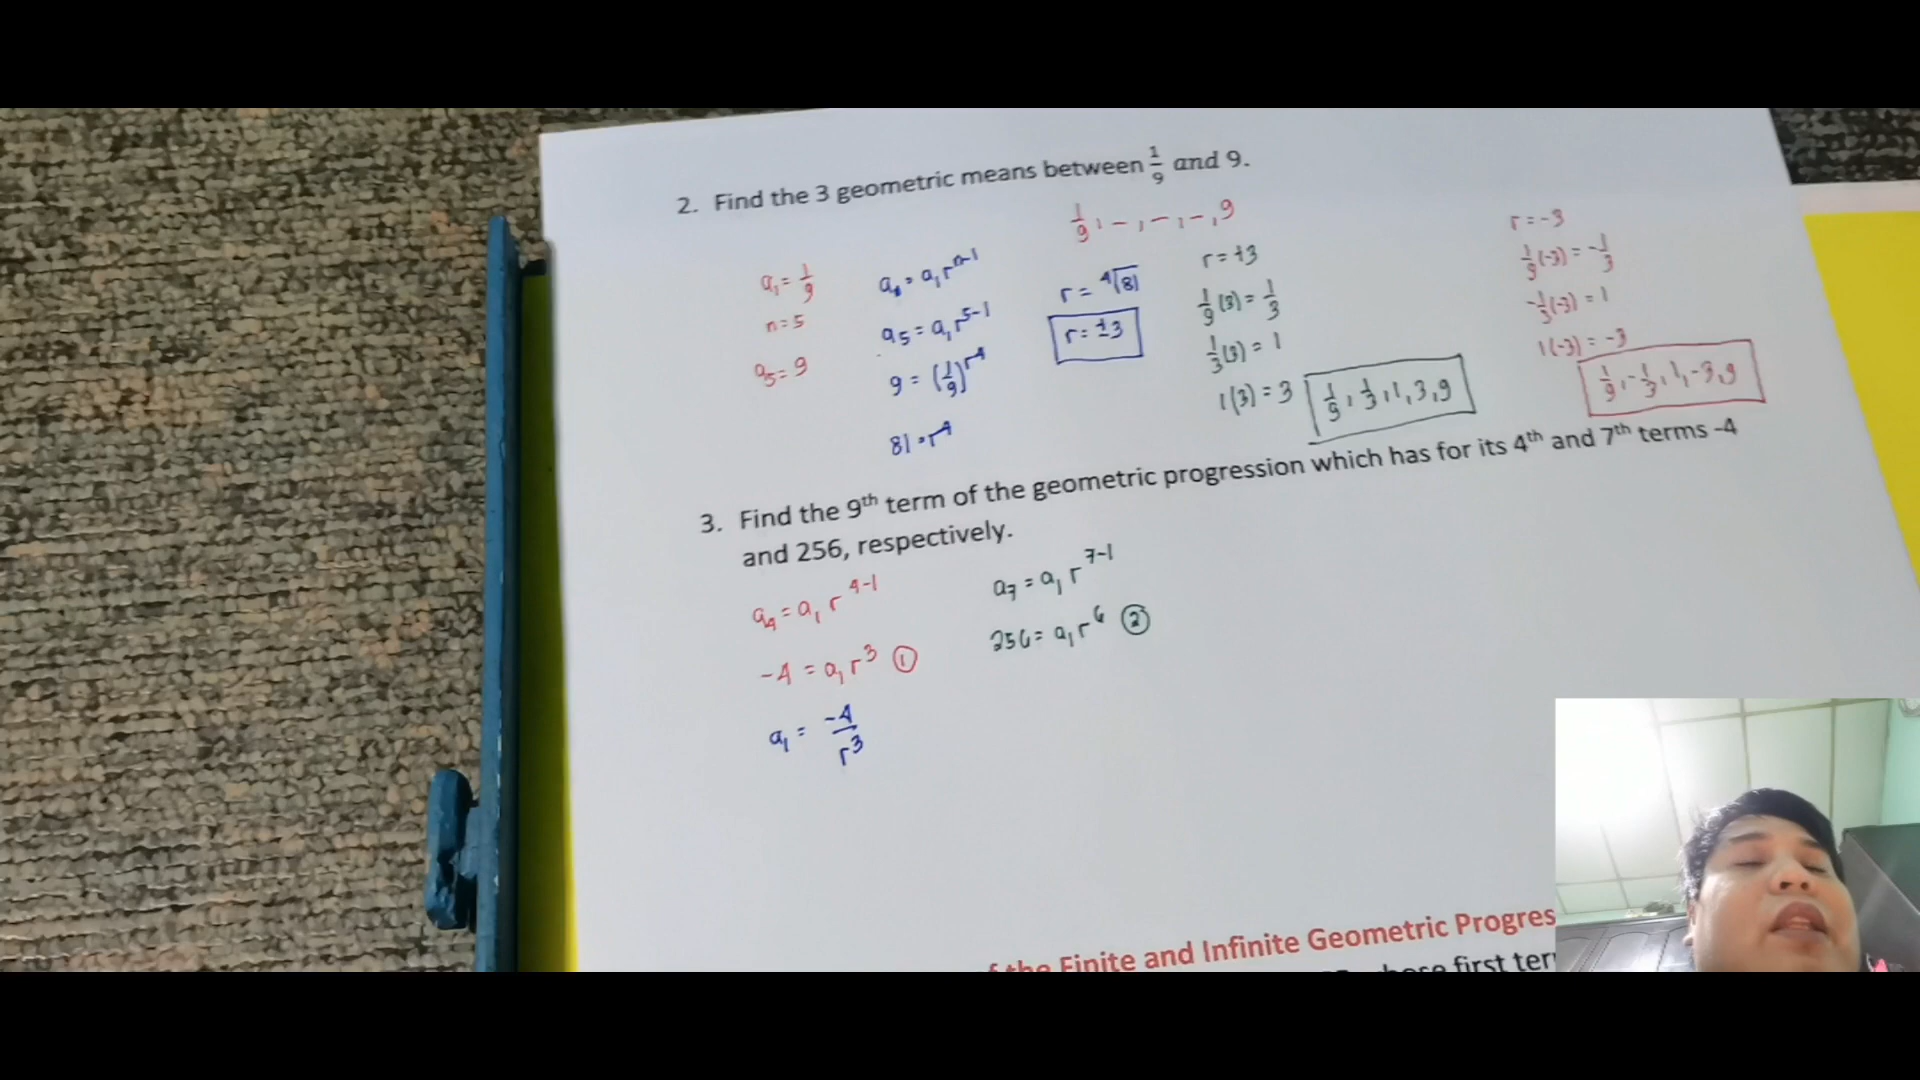 2. Find the 3 geometric means between 1/9 and 9.
1/9, –, –, –, 9
a₁ = 1/9
n = 5
a₅ = 9
aₙ = a₁rⁿ⁻¹
a₅ = a₁r⁵⁻¹
9 = (1/9)r⁴
81 = r⁴
r = ⁴√81
r = ±3
r = +3
1/9(3) = 1/3
1/3(3) = 1
1(3) = 3
1/9, 1/3, 1, 3, 9
r = -3
1/9(-3) = -1/3
-1/3(-3) = 1
1(-3) = -3
1/9, -1/3, 1, -3, 9
3. Find the 9th term of the geometric progression which has for its 4th and 7th terms -4
and 256, respectively.
a₄ = a₁r⁴⁻¹
-4 = a₁r³ ①
a₁ = -4/r³
a₇ = a₁r⁷⁻¹
256 = a₁r⁶ ②
the Finite and Infinite Geometric Progres
first ter